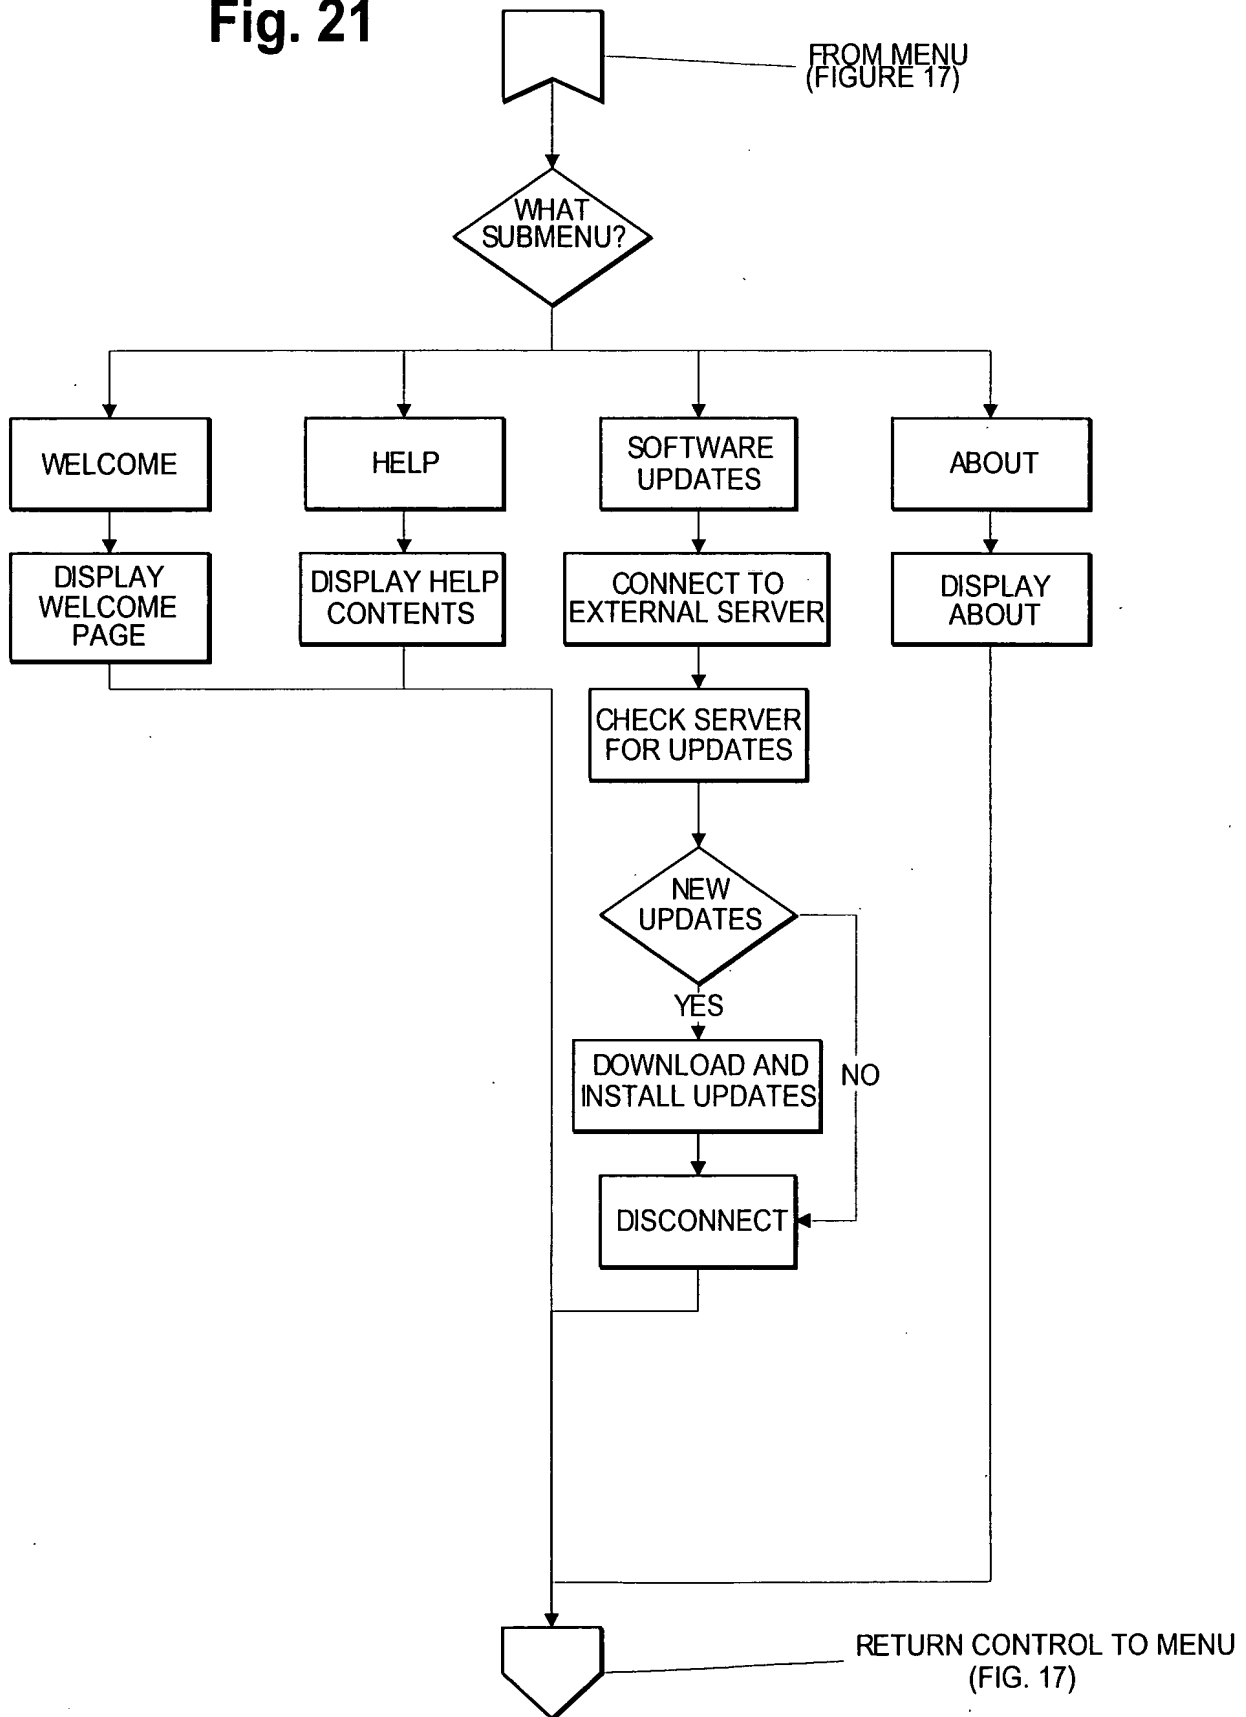 Fig. 21
FROM MENU
(FIGURE 17)
WHAT
SUBMENU?
WELCOME
HELP
SOFTWARE
UPDATES
ABOUT
DISPLAY
WELCOME
PAGE
DISPLAY HELP
CONTENTS
CONNECT TO
EXTERNAL SERVER
DISPLAY
ABOUT
CHECK SERVER
FOR UPDATES
NEW
UPDATES
YES
DOWNLOAD AND
INSTALL UPDATES
NO
DISCONNECT
RETURN CONTROL TO MENU
(FIG. 17)